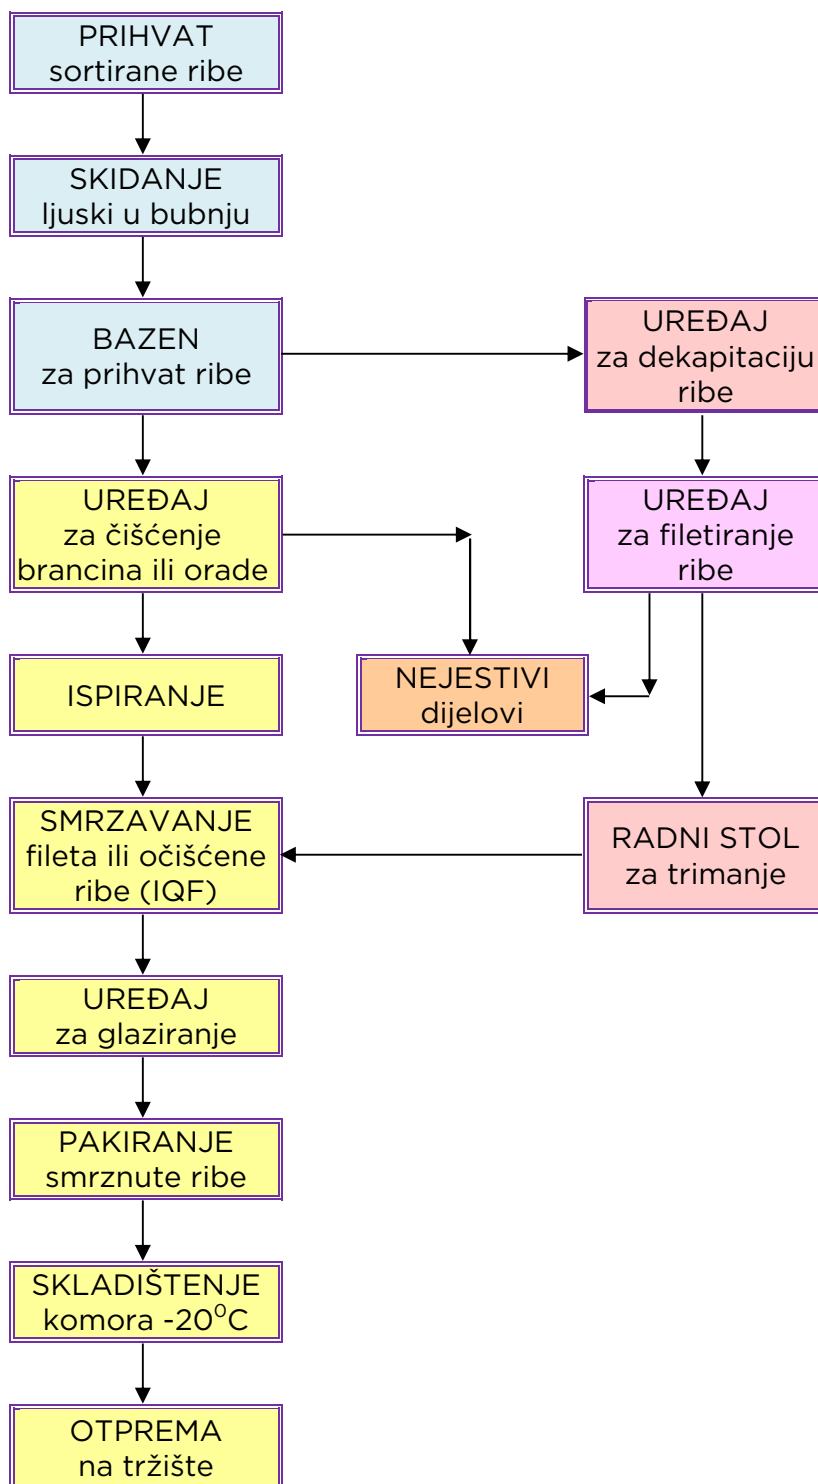 PRIHVAT
sortirane ribe
SKIDANJE
ljuski u bubnju
BAZEN
za prihvat ribe
UREĐAJ
za dekapitaciju
ribe
UREĐAJ
za čišćenje
brancina ili orade
UREĐAJ
za filetiranje
ribe
ISPIRANJE
NEJESTIVI
dijelovi
SMRZAVANJE
fileta ili očišćene
ribe (IQF)
RADNI STOL
za trimanje
UREĐAJ
za glaziranje
PAKIRANJE
smrznute ribe
SKLADIŠTENJE
komora -20⁰C
OTPREMA
na tržište